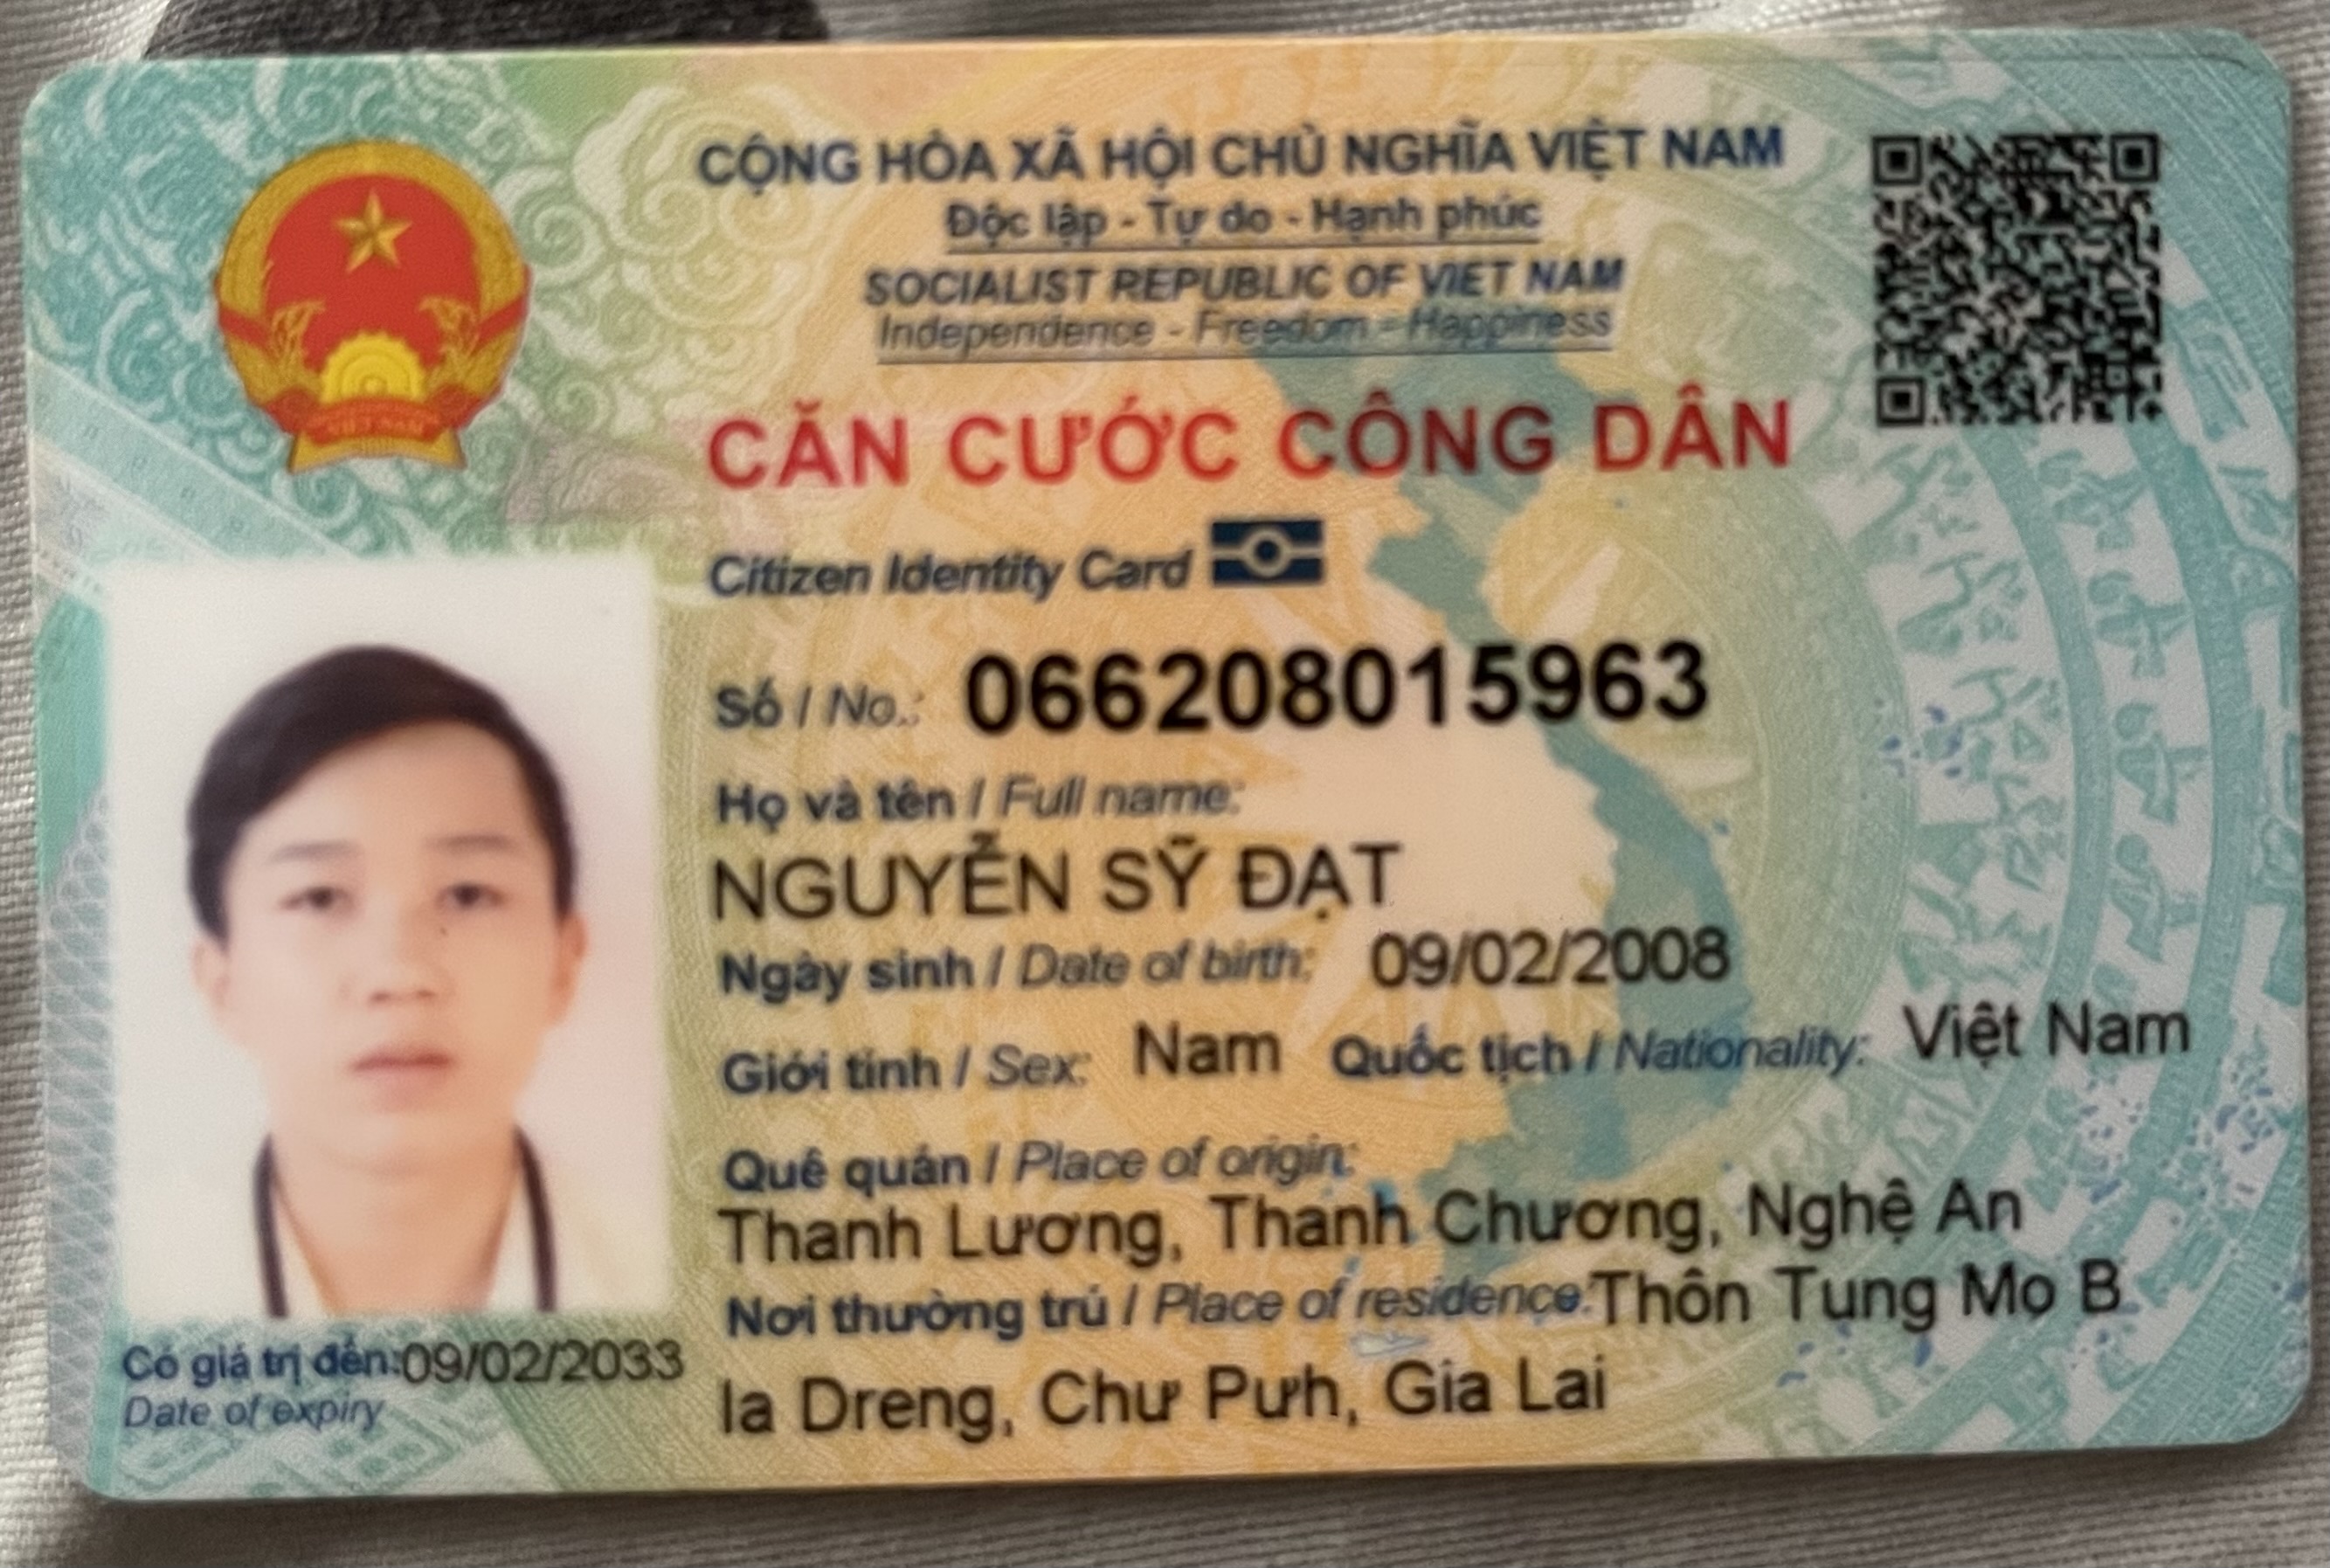 CỘNG HÒA XÃ HỘI CHỦ NGHĨA VIỆT NAM
Độc lập - Tự do - Hạnh phúc
SOCIALIST REPUBLIC OF VIET NAM
Independence - Freedom - Happiness
CĂN CƯỚC CÔNG DÂN
Citizen Identity Card
Số / No.: 066208015963
Họ và tên / Full name:
NGUYỄN SỸ ĐẠT
Ngày sinh / Date of birth: 09/02/2008
Giới tính / Sex: Nam Quốc tịch / Nationality: Việt Nam
Quê quán / Place of origin:
Thanh Lương, Thanh Chương, Nghệ An
Nơi thường trú / Place of residence: Thôn Tung Mo B
Ia Dreng, Chư Pưh, Gia Lai
Có giá trị đến: 09/02/2033
Date of expiry
VIỆT NAM